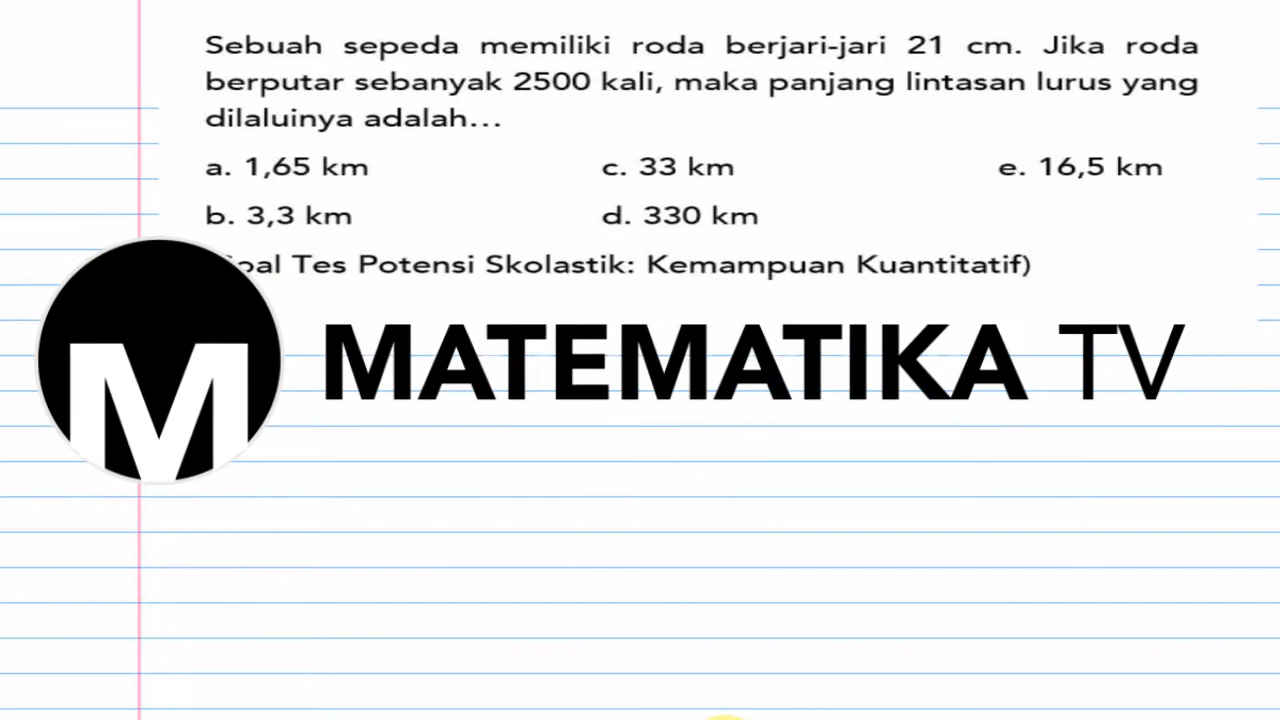 Sebuah sepeda memiliki roda berjari-jari 21 cm. Jika roda
berputar sebanyak 2500 kali, maka panjang lintasan lurus yang
dilaluinya adalah...
a. 1,65 km c. 33 km e. 16,5 km
b. 3,3 km d. 330 km
Tes Potensi Skolastik: Kemampuan Kuantitatif)
M MATEMATIKA TV